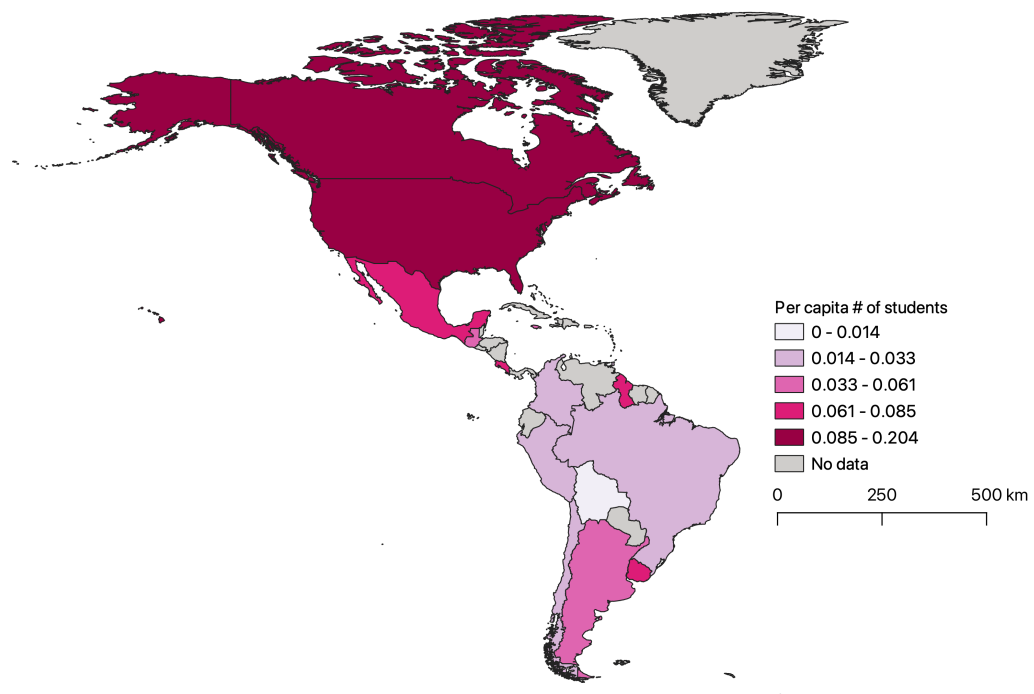 Per capita # of students
0 - 0.014
0.014 - 0.033
0.033 - 0.061
0.061 - 0.085
0.085 - 0.204
No data
0 250 500 km